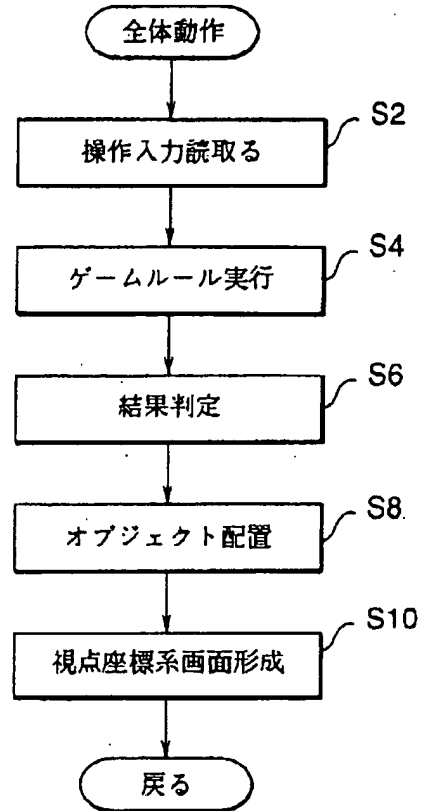 全体動作
S2
操作入力読取る
S4
ゲームルール実行
S6
結果判定
S8
オブジェクト配置
S10
視点座標系画面形成
戻る